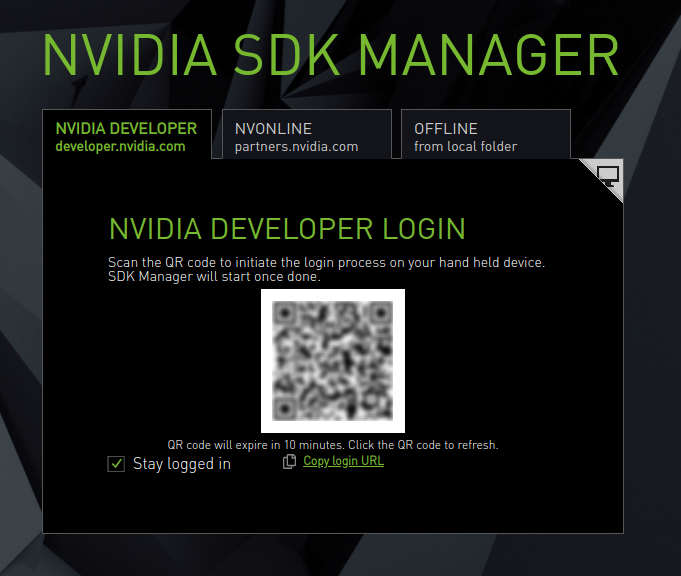 NVIDIA SDK MANAGER
NVIDIA DEVELOPER
developer.nvidia.com
NVONLINE
partners.nvidia.com
OFFLINE
from local folder
NVIDIA DEVELOPER LOGIN
Scan the QR code to initiate the login process on your hand held device.
SDK Manager will start once done.
QR code will expire in 10 minutes. Click the QR code to refresh.
Stay logged in
Copy login URL